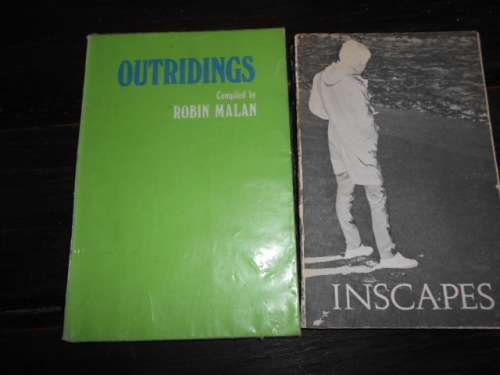 OUTRIDINGS
Compiled by
ROBIN MALAN
INSCAPES